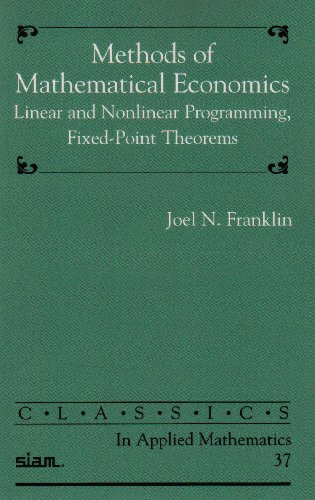 Methods of
Mathematical Economics
Linear and Nonlinear Programming,
Fixed-Point Theorems
Joel N. Franklin
C•L•A•S•S•I•C•S
In Applied Mathematics
siam.
37